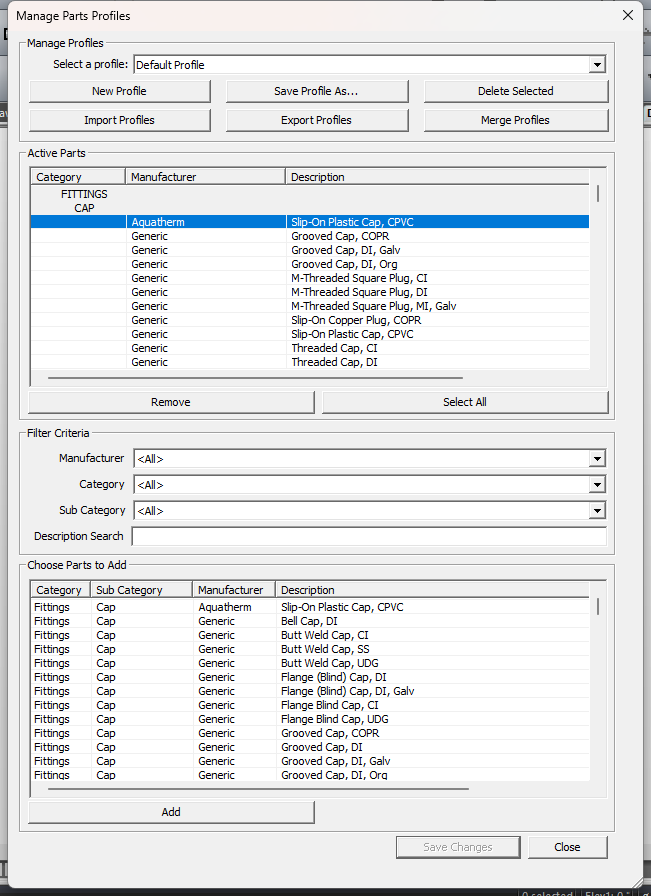 Manage Parts Profiles
Manage Profiles
Select a profile: Default Profile
New Profile Save Profile As... Delete Selected
Import Profiles Export Profiles Merge Profiles
Active Parts
Category Manufacturer Description
FITTINGS
CAP
Aquatherm Slip-On Plastic Cap, CPVC
Generic Grooved Cap, COPR
Generic Grooved Cap, DI, Galv
Generic Grooved Cap, DI, Org
Generic M-Threaded Square Plug, CI
Generic M-Threaded Square Plug, DI
Generic M-Threaded Square Plug, MI, Galv
Generic Slip-On Copper Plug, COPR
Generic Slip-On Plastic Cap, CPVC
Generic Threaded Cap, CI
Generic Threaded Cap, DI
Remove Select All
Filter Criteria
Manufacturer <All>
Category <All>
Sub Category <All>
Description Search
Choose Parts to Add
Category Sub Category Manufacturer Description
Fittings Cap Aquatherm Slip-On Plastic Cap, CPVC
Fittings Cap Generic Bell Cap, DI
Fittings Cap Generic Butt Weld Cap, CI
Fittings Cap Generic Butt Weld Cap, SS
Fittings Cap Generic Butt Weld Cap, UDG
Fittings Cap Generic Flange (Blind) Cap, DI
Fittings Cap Generic Flange (Blind) Cap, DI, Galv
Fittings Cap Generic Flange Blind Cap, CI
Fittings Cap Generic Flange Blind Cap, UDG
Fittings Cap Generic Grooved Cap, COPR
Fittings Cap Generic Grooved Cap, DI
Fittings Cap Generic Grooved Cap, DI, Galv
Fittings Cap Generic Grooved Cap, DI, Org
Add
Save Changes Close